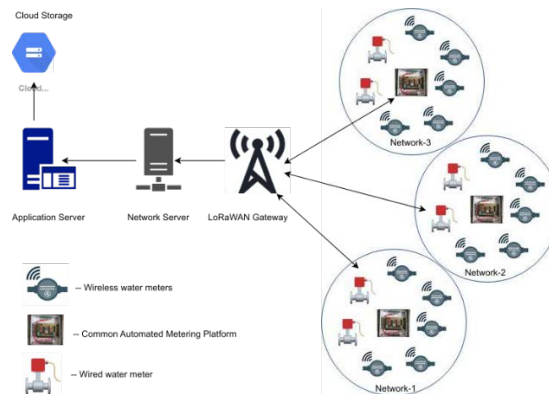 Cloud Storage
Cloud...
Application Server
Network Server
LoRaWAN Gateway
Network-3
Network-2
Network-1
-- Wireless water meters
-- Common Automated Metering Platform
-- Wired water meter